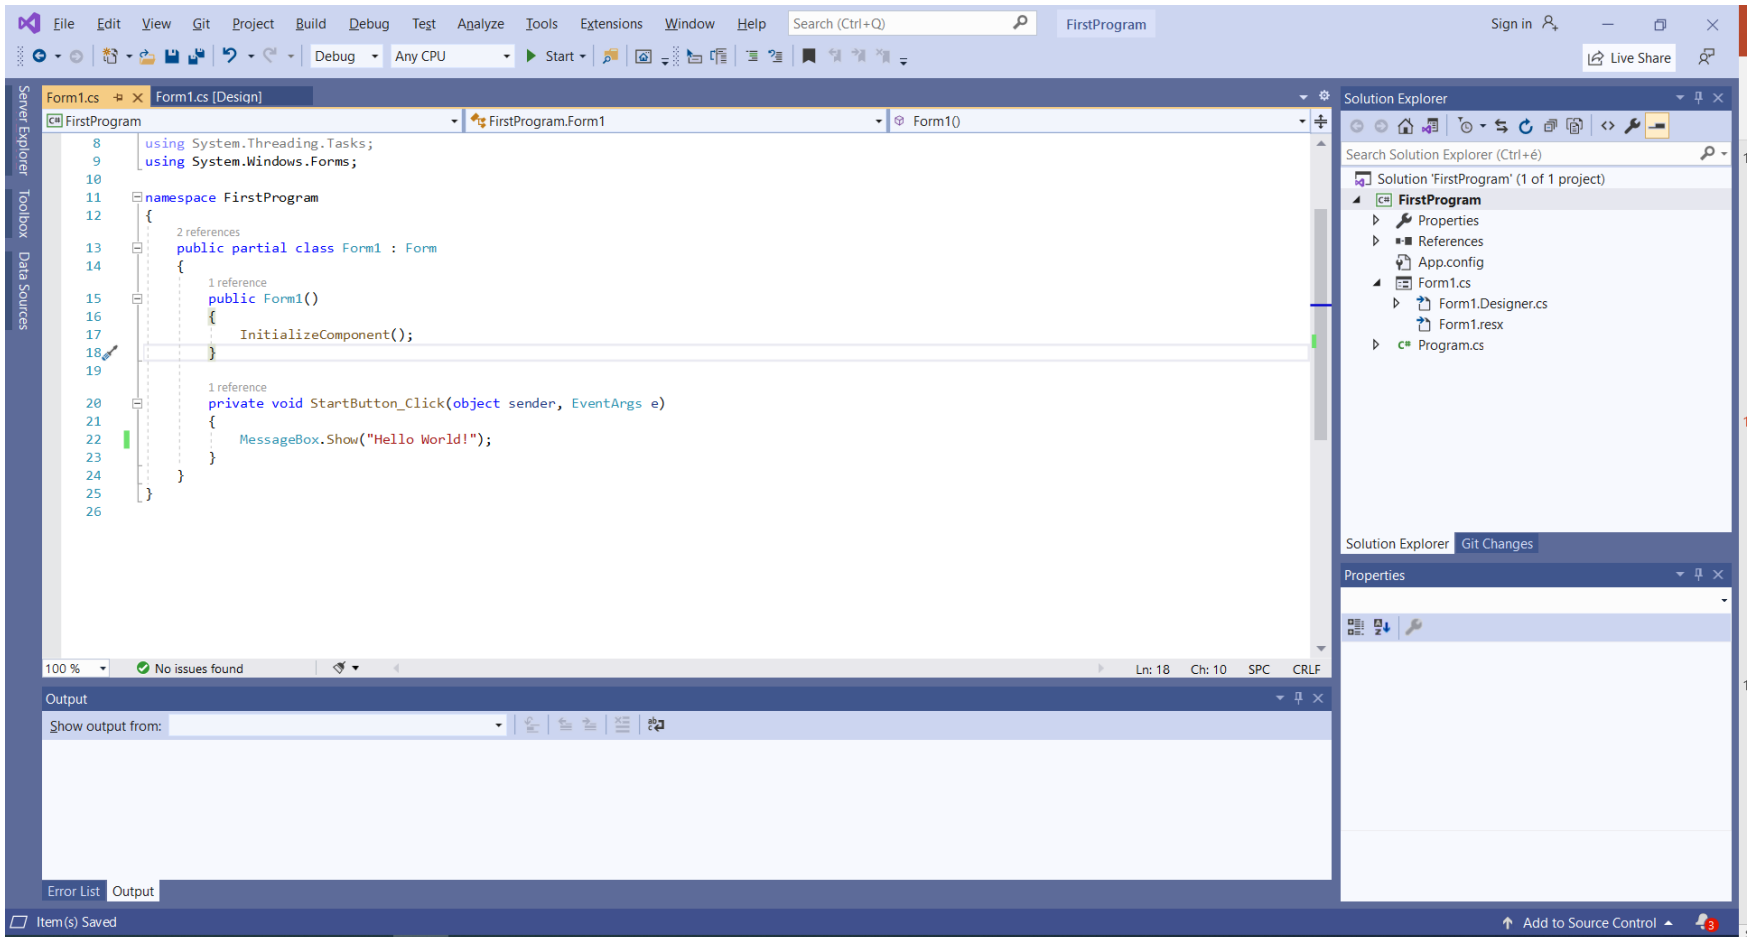 File Edit View Git Project Build Debug Test Analyze Tools Extensions Window Help Search (Ctrl+Q) FirstProgram Sign in
Debug Any CPU Start Live Share
Server Explorer
Toolbox
Data Sources
Form1.cs Form1.cs [Design]
FirstProgram FirstProgram.Form1 Form1()
8 using System.Threading.Tasks;
9 using System.Windows.Forms;
10
11 namespace FirstProgram
12 {
2 references
13 public partial class Form1 : Form
14 {
1 reference
15 public Form1()
16 {
17 InitializeComponent();
18 }
19
1 reference
20 private void StartButton_Click(object sender, EventArgs e)
21 {
22 MessageBox.Show("Hello World!");
23 }
24 }
25 }
26
100 % No issues found Ln: 18 Ch: 10 SPC CRLF
Output
Show output from:
Error List Output
Solution Explorer
Search Solution Explorer (Ctrl+é)
Solution 'FirstProgram' (1 of 1 project)
C# FirstProgram
Properties
References
App.config
Form1.cs
Form1.Designer.cs
Form1.resx
C# Program.cs
Solution Explorer Git Changes
Properties
Item(s) Saved Add to Source Control 3